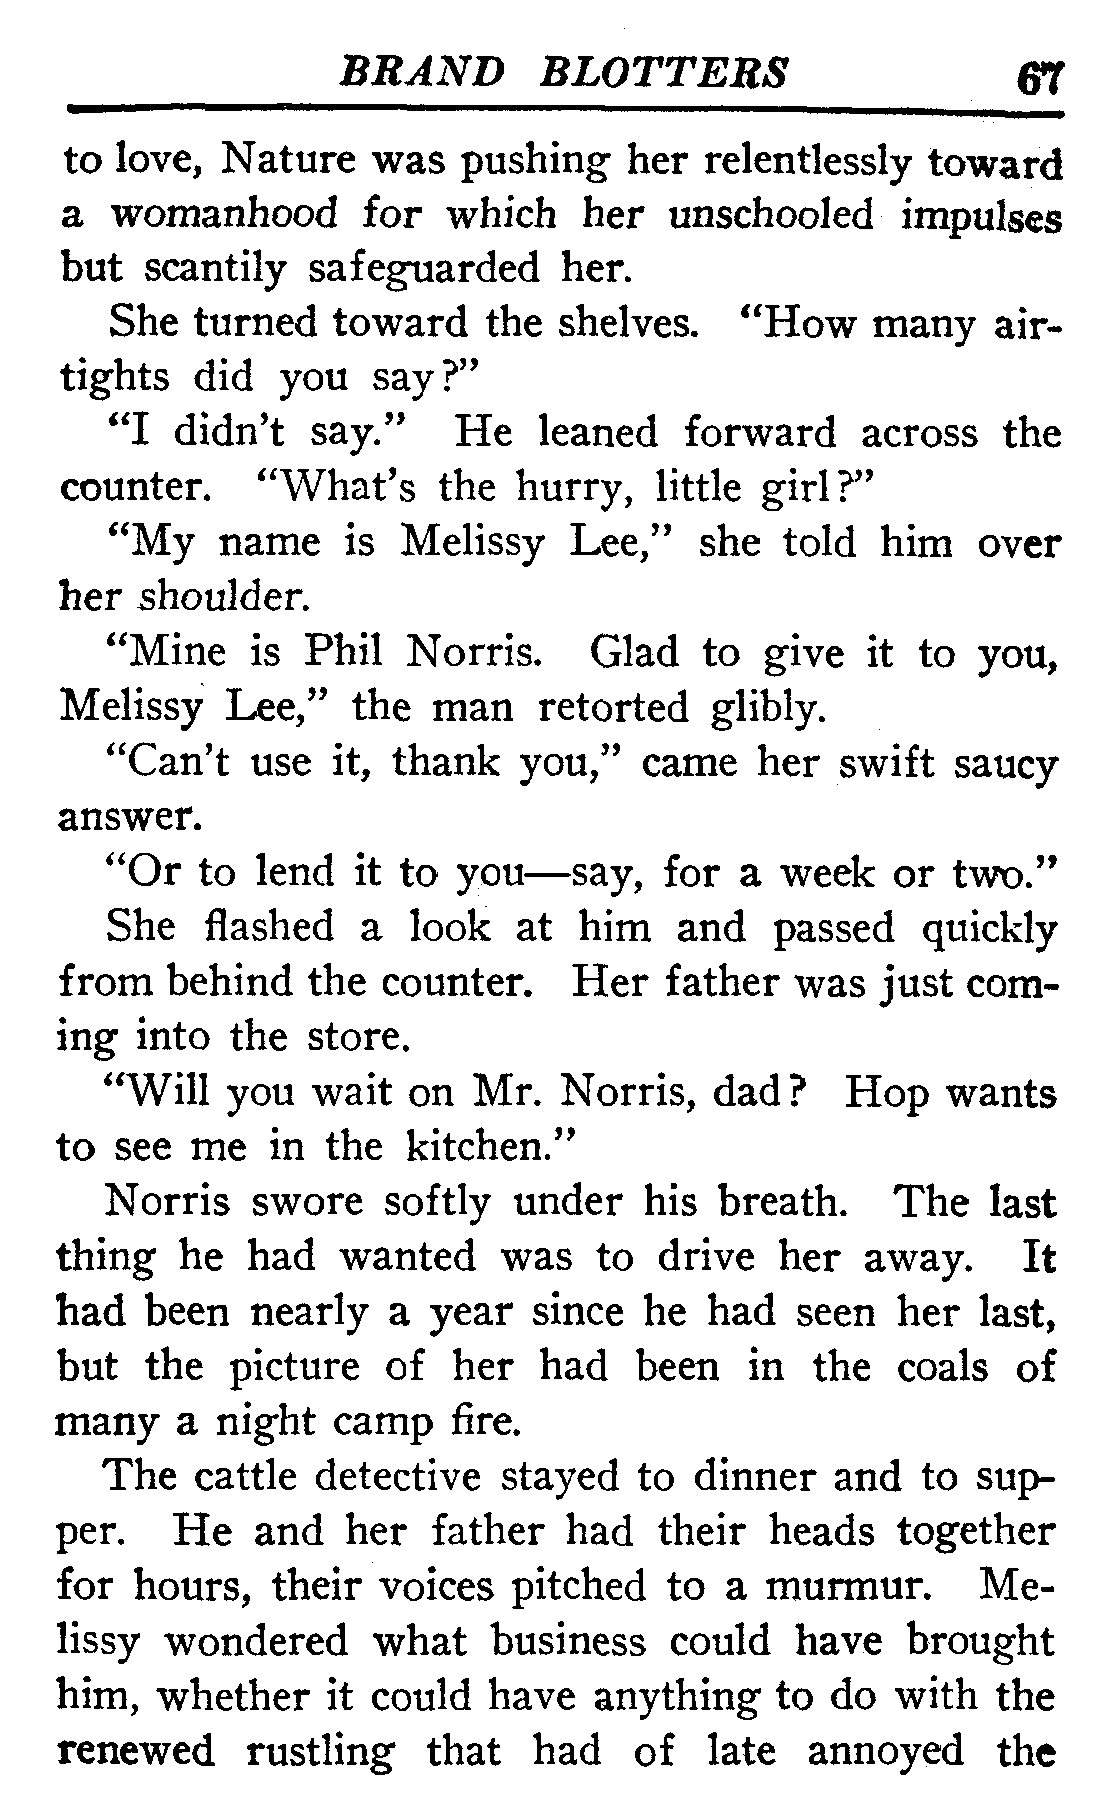 BRAND BLOTTERS 67
to love, Nature was pushing her relentlessly toward
a womanhood for which her unschooled impulses
but scantily safeguarded her.
She turned toward the shelves. "How many air-
tights did you say?"
"I didn't say." He leaned forward across the
counter. "What's the hurry, little girl?"
"My name is Melissy Lee," she told him over
her shoulder.
"Mine is Phil Norris. Glad to give it to you,
Melissy Lee," the man retorted glibly.
"Can't use it, thank you," came her swift saucy
answer.
"Or to lend it to you—say, for a week or two."
She flashed a look at him and passed quickly
from behind the counter. Her father was just com-
ing into the store.
"Will you wait on Mr. Norris, dad? Hop wants
to see me in the kitchen."
Norris swore softly under his breath. The last
thing he had wanted was to drive her away. It
had been nearly a year since he had seen her last,
but the picture of her had been in the coals of
many a night camp fire.
The cattle detective stayed to dinner and to sup-
per. He and her father had their heads together
for hours, their voices pitched to a murmur. Me-
lissy wondered what business could have brought
him, whether it could have anything to do with the
renewed rustling that had of late annoyed the